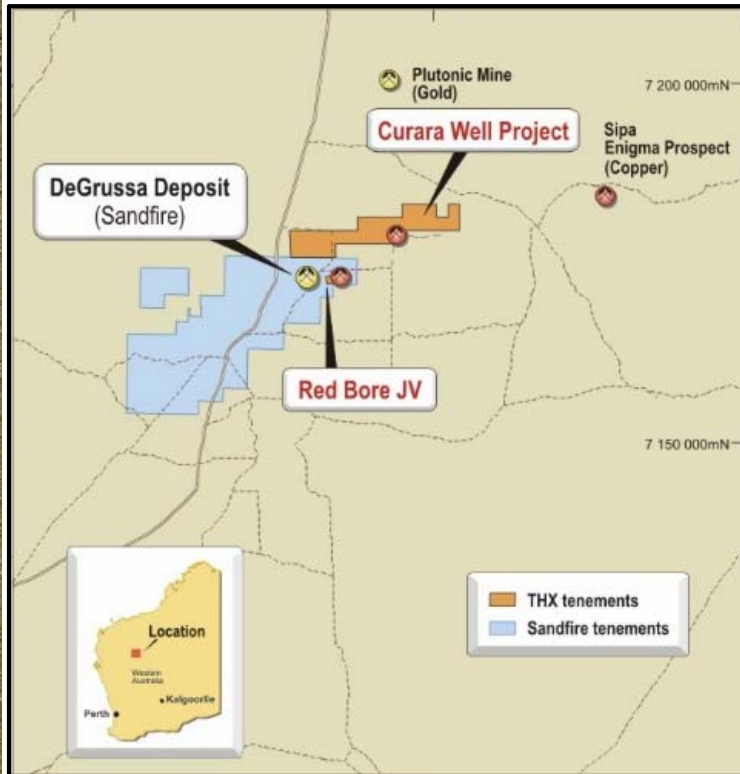 Plutonic Mine
(Gold)
7 200 000mN
Curara Well Project
Sipa
Enigma Prospect
(Copper)
DeGrussa Deposit
(Sandfire)
Red Bore JV
7 150 000mN
THX tenements
Sandfire tenements
Location
Western
Australia
Kalgoorlie
Perth